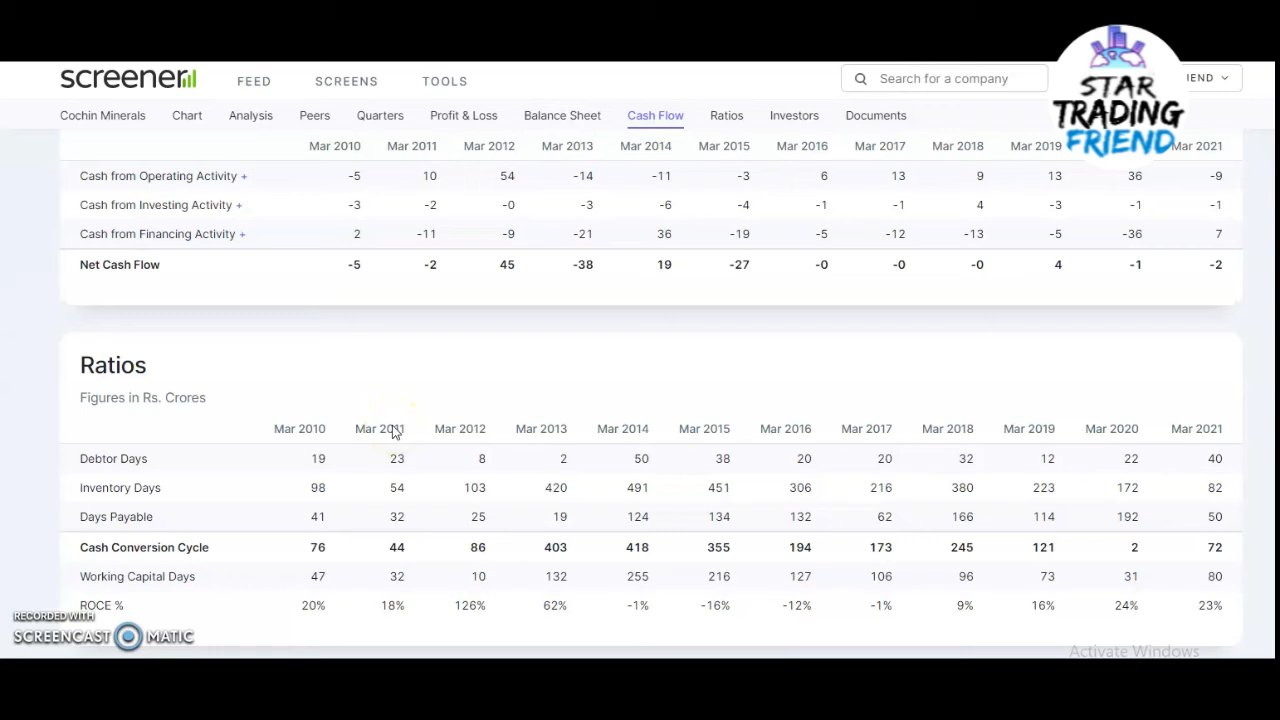 screener FEED SCREENS TOOLS Search for a company IEND
STAR
TRADING
FRIEND
Cochin Minerals Chart Analysis Peers Quarters Profit & Loss Balance Sheet Cash Flow Ratios Investors Documents
Mar 2010 Mar 2011 Mar 2012 Mar 2013 Mar 2014 Mar 2015 Mar 2016 Mar 2017 Mar 2018 Mar 2019 Mar 2021
Cash from Operating Activity + -5 10 54 -14 -11 -3 6 13 9 13 36 -9
Cash from Investing Activity + -3 -2 -0 -3 -6 -4 -1 -1 4 -3 -1 -1
Cash from Financing Activity + 2 -11 -9 -21 36 -19 -5 -12 -13 -5 -36 7
Net Cash Flow -5 -2 45 -38 19 -27 -0 -0 -0 4 -1 -2
Ratios
Figures in Rs. Crores
Mar 2010 Mar 2011 Mar 2012 Mar 2013 Mar 2014 Mar 2015 Mar 2016 Mar 2017 Mar 2018 Mar 2019 Mar 2020 Mar 2021
Debtor Days 19 23 8 2 50 38 20 20 32 12 22 40
Inventory Days 98 54 103 420 491 451 306 216 380 223 172 82
Days Payable 41 32 25 19 124 134 132 62 166 114 192 50
Cash Conversion Cycle 76 44 86 403 418 355 194 173 245 121 2 72
Working Capital Days 47 32 10 132 255 216 127 106 96 73 31 80
ROCE % 20% 18% 126% 62% -1% -16% -12% -1% 9% 16% 24% 23%
RECORDED WITH
SCREENCAST MATIC
Activate Windows